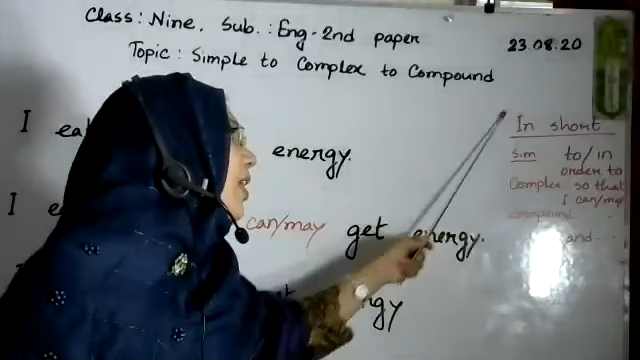 Class: Nine. Sub.: Eng-2nd paper
23.08.20
Topic: Simple to Complex to Compound
I
energy.
I
can/may get energy.
In short
Sim to/in
order to
Complex so that
I can/may
compound
and